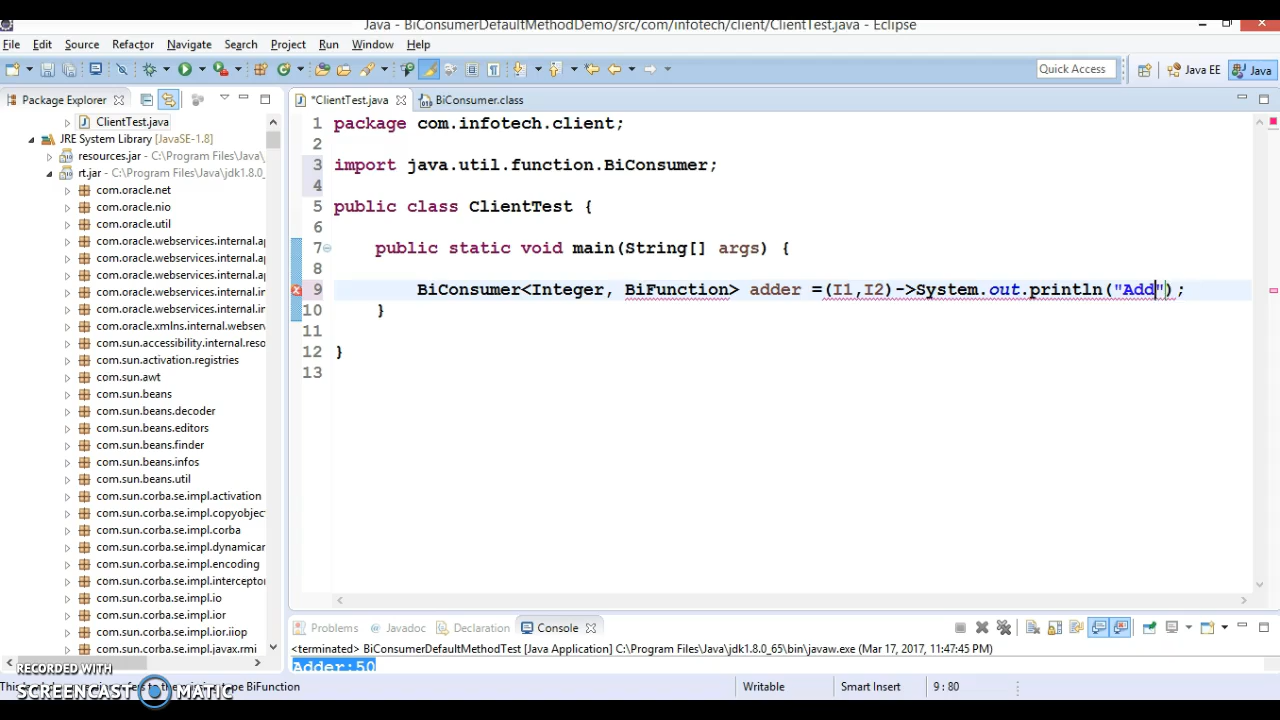 Java - BiConsumerDefaultMethodDemo/src/com/infotech/client/ClientTest.java - Eclipse
File Edit Source Refactor Navigate Search Project Run Window Help
Quick Access Java EE Java
Package Explorer *ClientTest.java BiConsumer.class
ClientTest.java
JRE System Library [JavaSE-1.8]
resources.jar - C:\Program Files\Java\
rt.jar - C:\Program Files\Java\jdk1.8.0_
com.oracle.net
com.oracle.nio
com.oracle.util
com.oracle.webservices.internal.ap
com.oracle.webservices.internal.ap
com.oracle.webservices.internal.ap
com.oracle.webservices.internal.ap
com.oracle.webservices.internal.ap
com.oracle.xmlns.internal.webserv
com.sun.accessibility.internal.reso
com.sun.activation.registries
com.sun.awt
com.sun.beans
com.sun.beans.decoder
com.sun.beans.editors
com.sun.beans.finder
com.sun.beans.infos
com.sun.beans.util
com.sun.corba.se.impl.activation
com.sun.corba.se.impl.copyobjec
com.sun.corba.se.impl.corba
com.sun.corba.se.impl.dynamican
com.sun.corba.se.impl.encoding
com.sun.corba.se.impl.interceptor
com.sun.corba.se.impl.io
com.sun.corba.se.impl.ior
com.sun.corba.se.impl.ior.iiop
com.sun.corba.se.impl.javax.rmi
1 package com.infotech.client;
2
3 import java.util.function.BiConsumer;
4
5 public class ClientTest {
6
7 public static void main(String[] args) {
8
9 BiConsumer<Integer, BiFunction> adder =(I1,I2)->System.out.println("Add");
10 }
11
12 }
13
Problems Javadoc Declaration Console
<terminated> BiConsumerDefaultMethodTest [Java Application] C:\Program Files\Java\jdk1.8.0_65\bin\javaw.exe (Mar 17, 2017, 11:47:45 PM)
Adder:50
type BiFunction Writable Smart Insert 9 : 80
RECORDED WITH
SCREENCAST MATIC